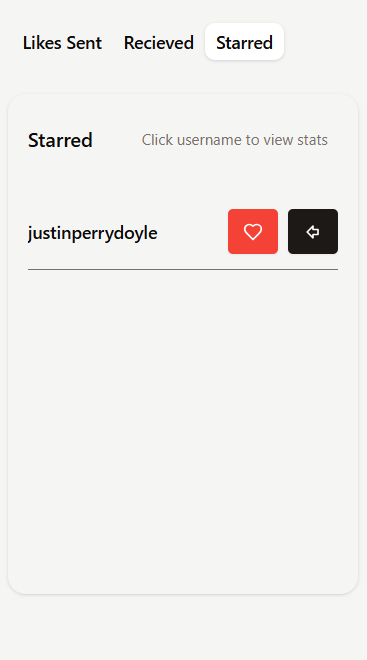 Likes Sent Recieved Starred
Starred Click username to view stats
justinperrydoyle